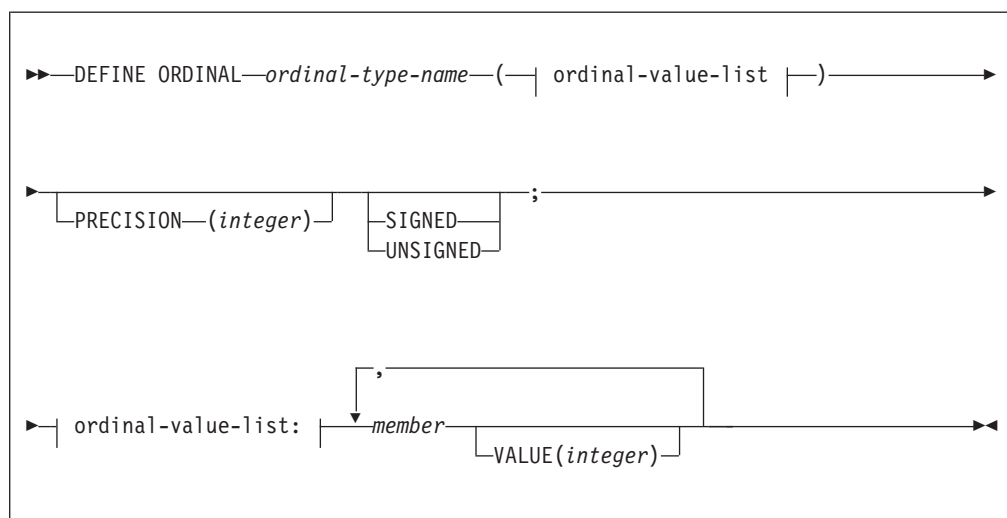 DEFINE ORDINAL ordinal-type-name ( ordinal-value-list )
;
PRECISION (integer) SIGNED
UNSIGNED
,
ordinal-value-list: member
VALUE(integer)